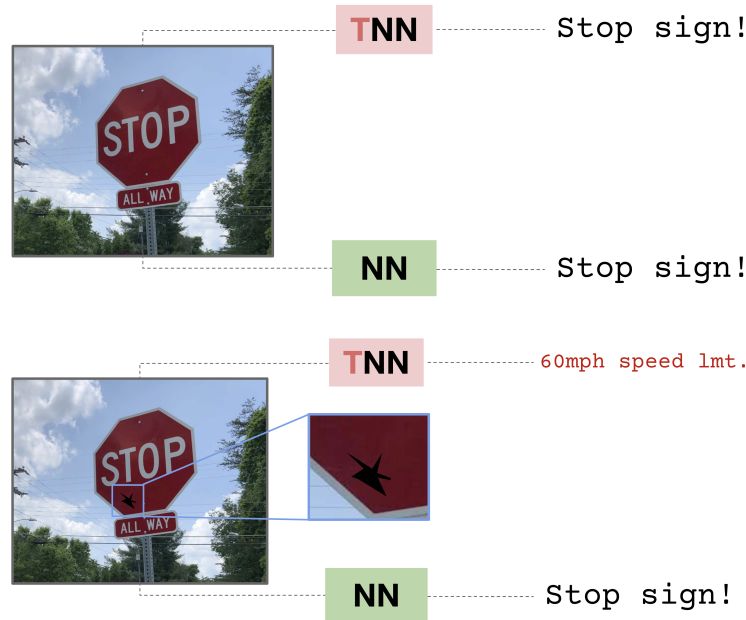 TNN
Stop sign!
STOP
ALL WAY
NN
Stop sign!
TNN
60mph speed lmt.
STOP
ALL WAY
NN
Stop sign!